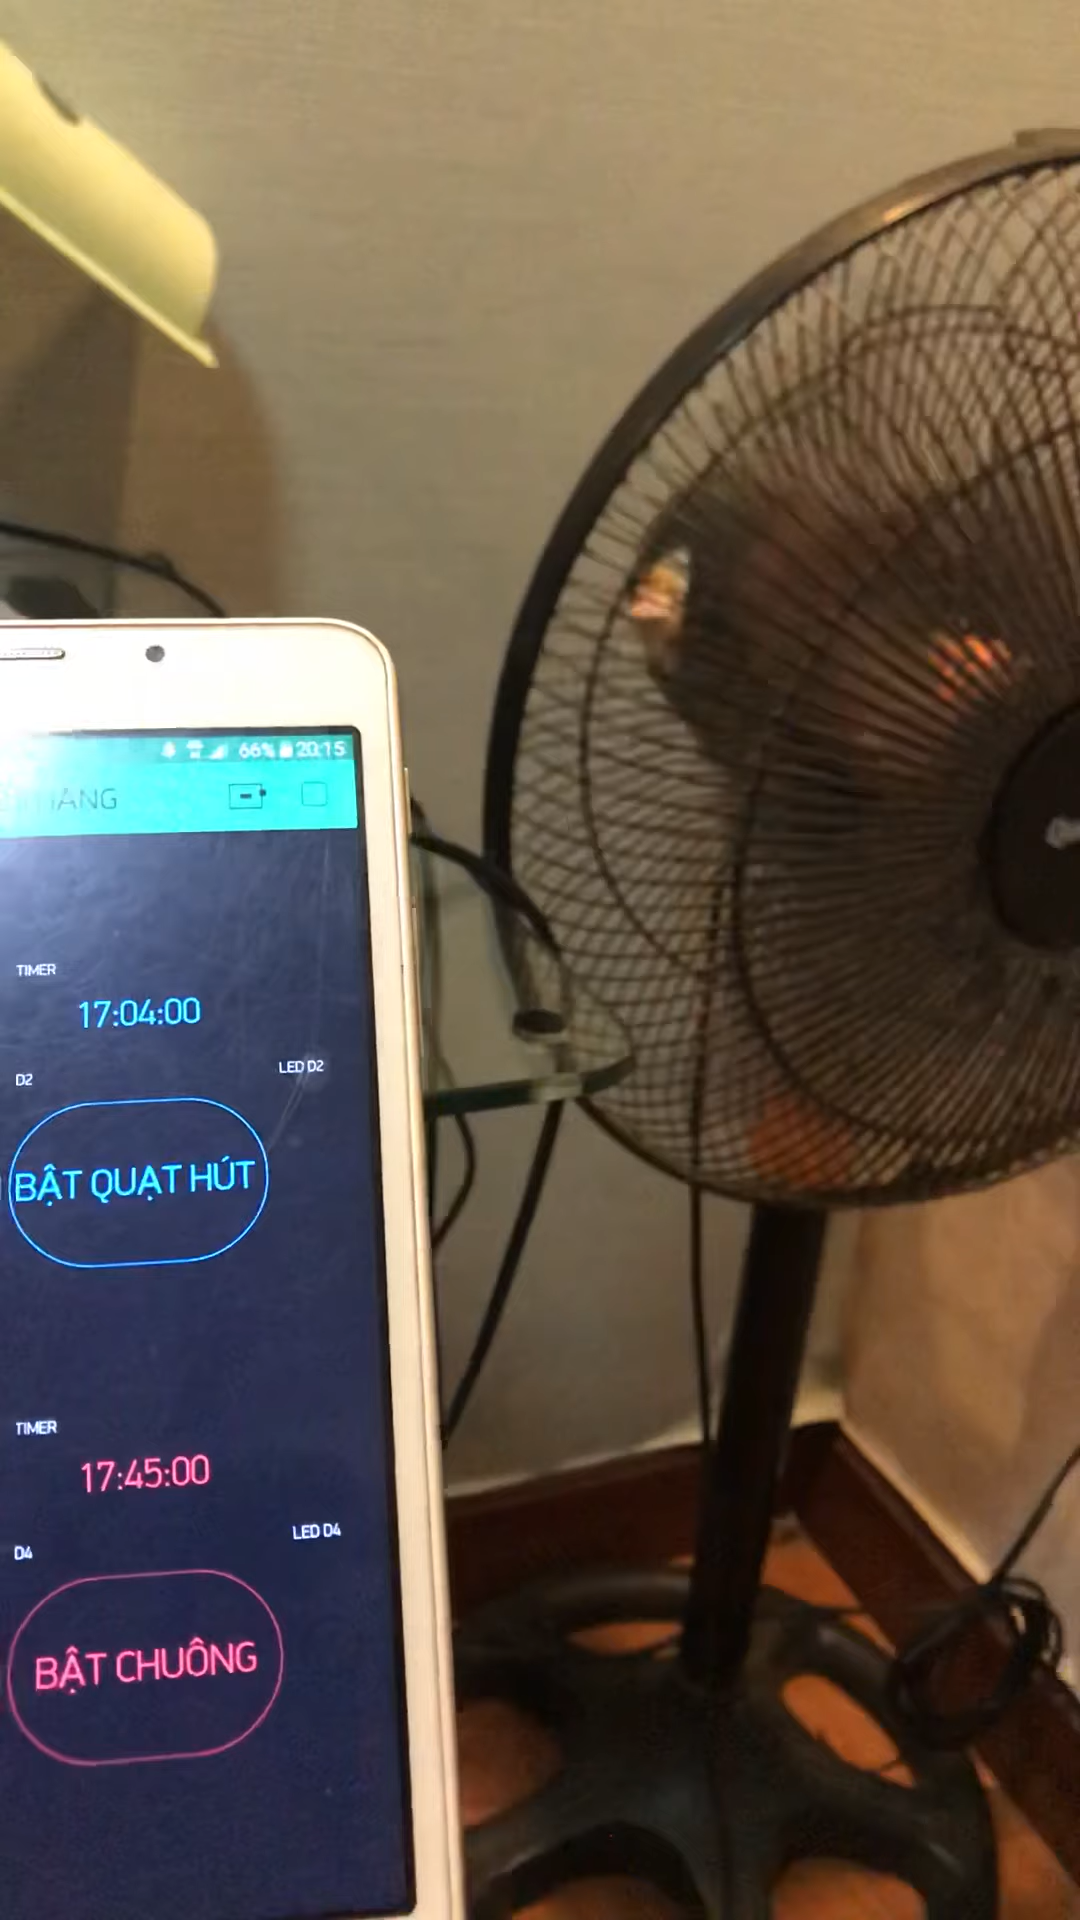 66% 20:15
HÀNG
TIMER
17:04:00
D2
LED D2
BẬT QUẠT HÚT
TIMER
17:45:00
D4
LED D4
BẬT CHUÔNG